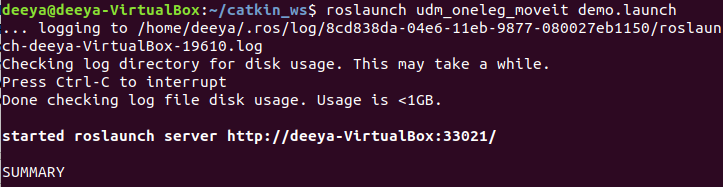 deeya@deeya-VirtualBox:~/catkin_ws$ roslaunch udm_oneleg_moveit demo.launch
... logging to /home/deeya/.ros/log/8cd838da-04e6-11eb-9877-080027eb1150/roslaun
ch-deeya-VirtualBox-19610.log
Checking log directory for disk usage. This may take a while.
Press Ctrl-C to interrupt
Done checking log file disk usage. Usage is <1GB.
started roslaunch server http://deeya-VirtualBox:33021/
SUMMARY